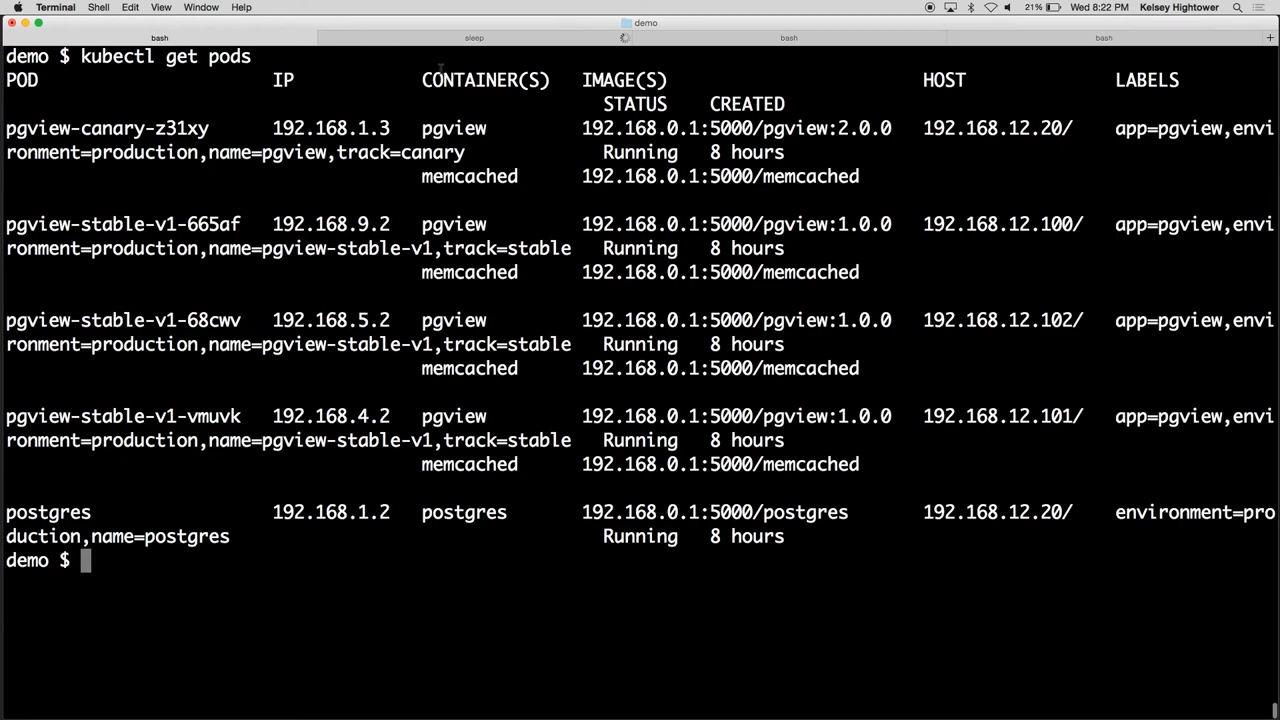 Terminal Shell Edit View Window Help 21% Wed 8:22 PM Kelsey Hightower
demo
bash sleep bash bash
demo $ kubectl get pods
POD IP CONTAINER(S) IMAGE(S) HOST LABELS
STATUS CREATED
pgview-canary-z31xy 192.168.1.3 pgview 192.168.0.1:5000/pgview:2.0.0 192.168.12.20/ app=pgview,envi
ronment=production,name=pgview,track=canary Running 8 hours
memcached 192.168.0.1:5000/memcached
pgview-stable-v1-665af 192.168.9.2 pgview 192.168.0.1:5000/pgview:1.0.0 192.168.12.100/ app=pgview,envi
ronment=production,name=pgview-stable-v1,track=stable Running 8 hours
memcached 192.168.0.1:5000/memcached
pgview-stable-v1-68cwv 192.168.5.2 pgview 192.168.0.1:5000/pgview:1.0.0 192.168.12.102/ app=pgview,envi
ronment=production,name=pgview-stable-v1,track=stable Running 8 hours
memcached 192.168.0.1:5000/memcached
pgview-stable-v1-vmuvk 192.168.4.2 pgview 192.168.0.1:5000/pgview:1.0.0 192.168.12.101/ app=pgview,envi
ronment=production,name=pgview-stable-v1,track=stable Running 8 hours
memcached 192.168.0.1:5000/memcached
postgres 192.168.1.2 postgres 192.168.0.1:5000/postgres 192.168.12.20/ environment=pro
duction,name=postgres Running 8 hours
demo $